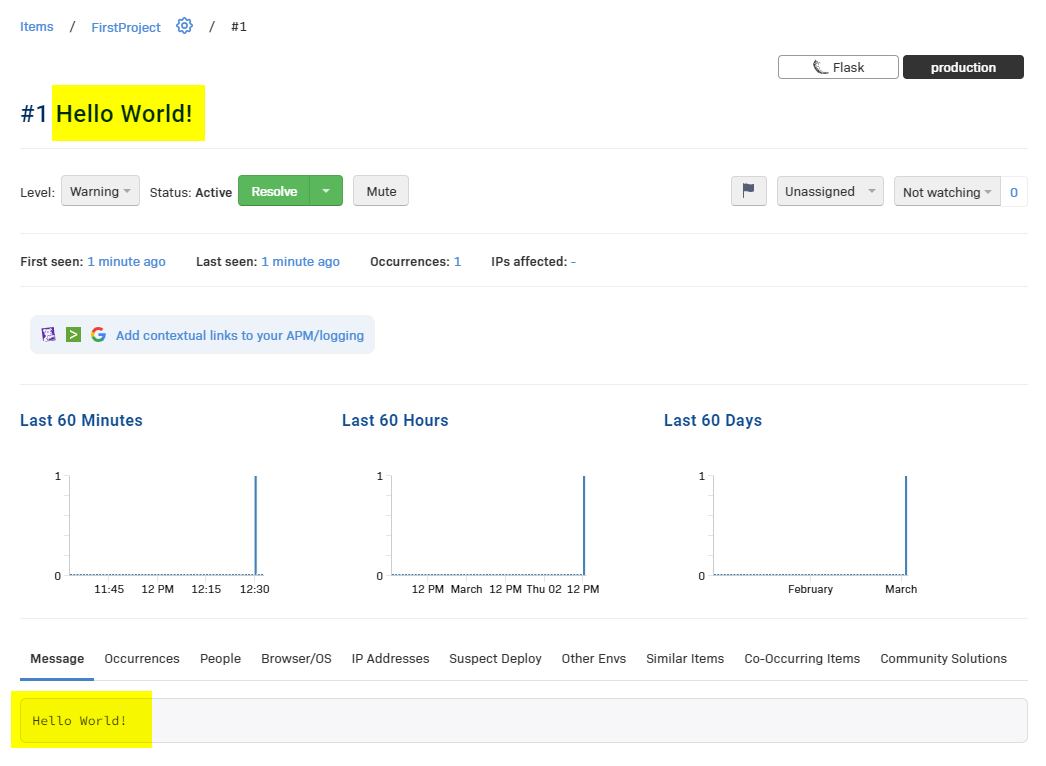 Items / FirstProject / #1
Flask production
#1 Hello World!
Level: Warning Status: Active Resolve Mute Unassigned Not watching 0
First seen: 1 minute ago Last seen: 1 minute ago Occurrences: 1 IPs affected: -
Add contextual links to your APM/logging
Last 60 Minutes Last 60 Hours Last 60 Days
1 1 1
0 0 0
11:45 12 PM 12:15 12:30 12 PM March 12 PM Thu 02 12 PM February March
Message Occurrences People Browser/OS IP Addresses Suspect Deploy Other Envs Similar Items Co-Occurring Items Community Solutions
Hello World!